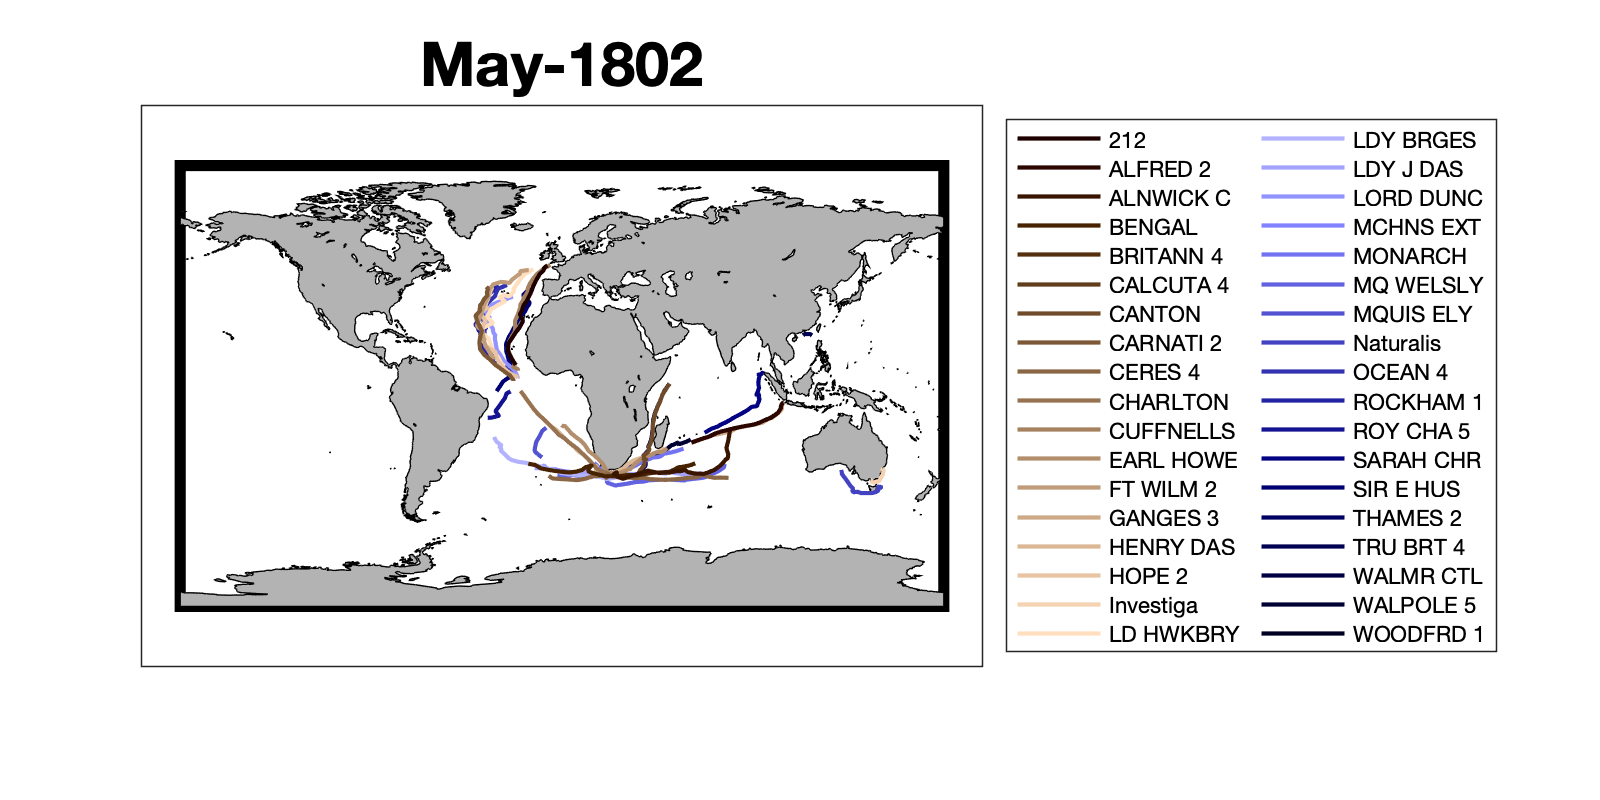 May-1802
212
ALFRED 2
ALNWICK C
BENGAL
BRITANN 4
CALCUTA 4
CANTON
CARNATI 2
CERES 4
CHARLTON
CUFFNELLS
EARL HOWE
FT WILM 2
GANGES 3
HENRY DAS
HOPE 2
Investiga
LD HWKBRY
LDY BRGES
LDY J DAS
LORD DUNC
MCHNS EXT
MONARCH
MQ WELSLY
MQUIS ELY
Naturalis
OCEAN 4
ROCKHAM 1
ROY CHA 5
SARAH CHR
SIR E HUS
THAMES 2
TRU BRT 4
WALMR CTL
WALPOLE 5
WOODFRD 1